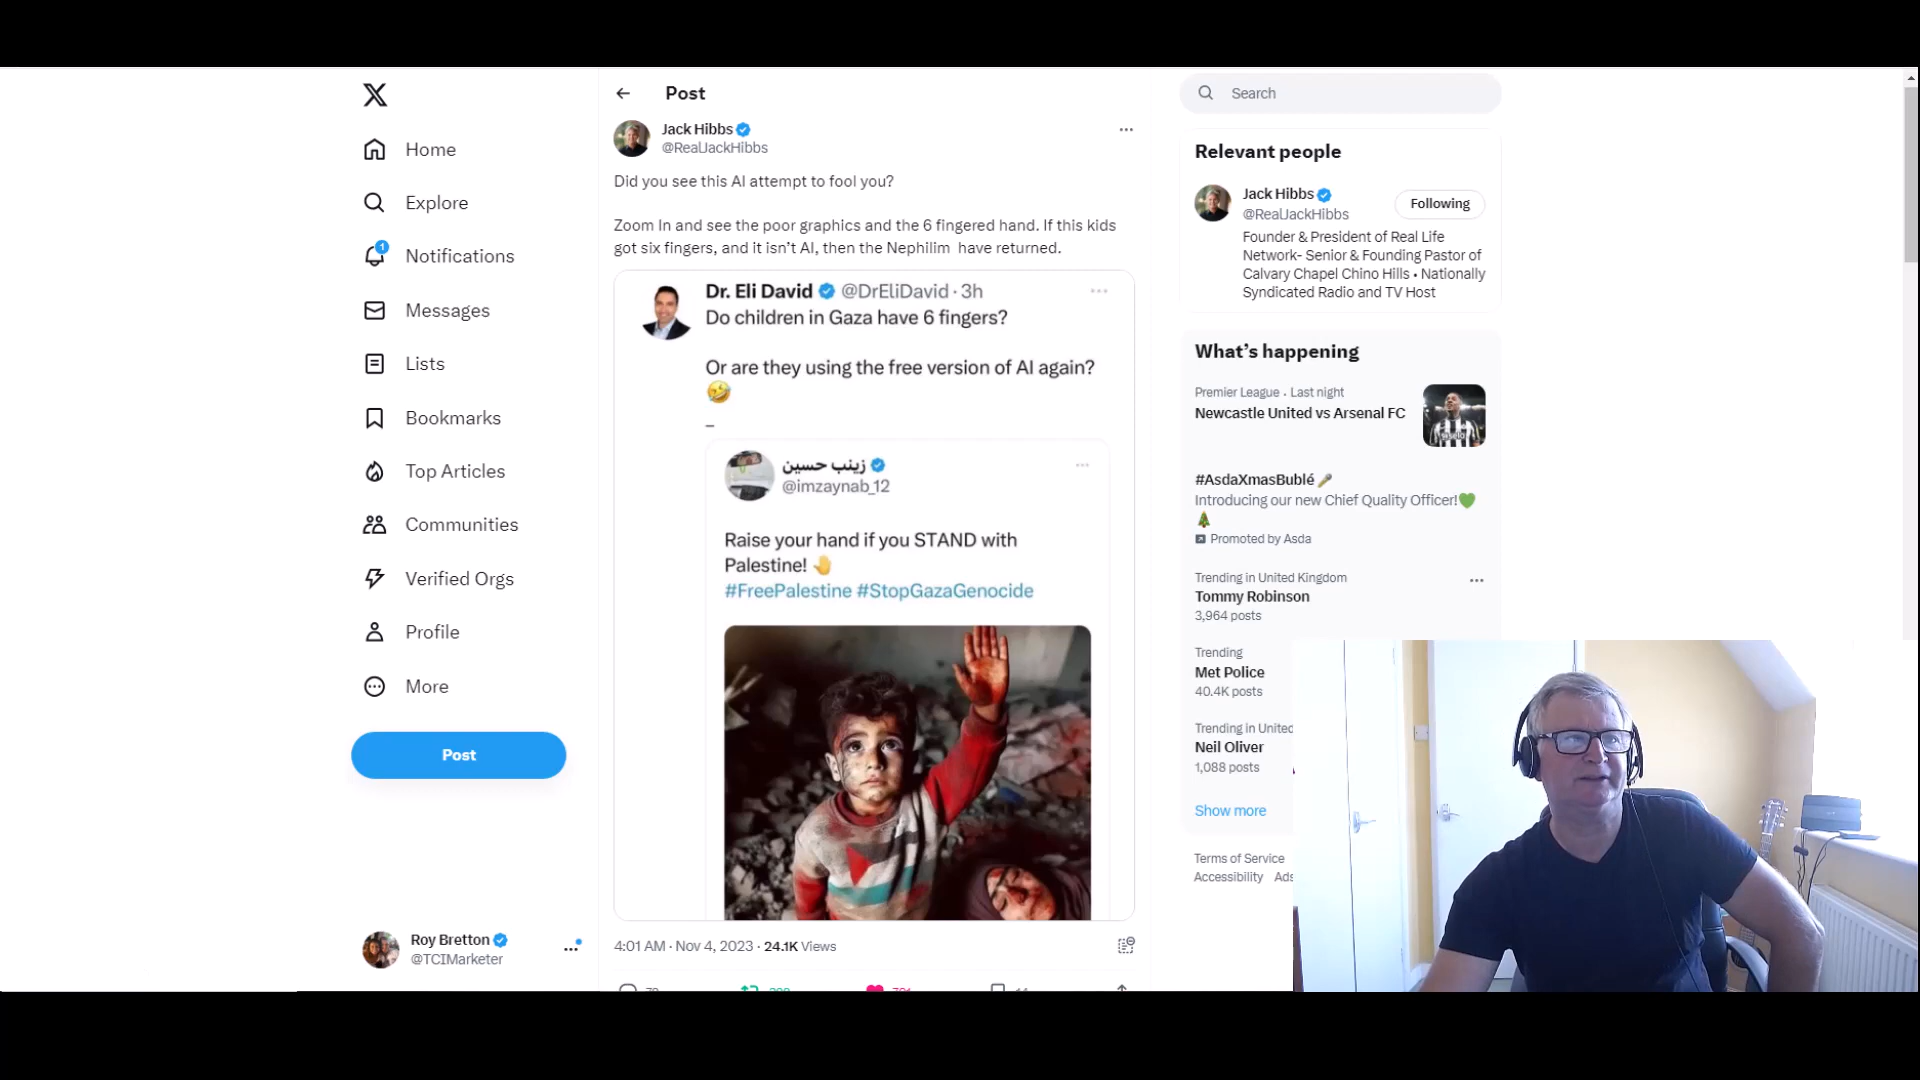 Home
Explore
1
Notifications
Messages
Lists
Bookmarks
Top Articles
Communities
Verified Orgs
Profile
More
Post
Roy Bretton
@TCIMarketer
Post
Jack Hibbs
@RealJackHibbs
Did you see this AI attempt to fool you?
Zoom In and see the poor graphics and the 6 fingered hand. If this kids
got six fingers, and it isn't AI, then the Nephilim have returned.
Dr. Eli David @DrEliDavid · 3h
Do children in Gaza have 6 fingers?
Or are they using the free version of AI again?
🤣
–
زينب حسين
@imzaynab_12
Raise your hand if you STAND with
Palestine! 🤚
#FreePalestine #StopGazaGenocide
4:01 AM · Nov 4, 2023 · 24.1K Views
Search
Relevant people
Jack Hibbs
@RealJackHibbs
Following
Founder & President of Real Life
Network- Senior & Founding Pastor of
Calvary Chapel Chino Hills • Nationally
Syndicated Radio and TV Host
What's happening
Premier League · Last night
Newcastle United vs Arsenal FC
#AsdaXmasBublé 🎤
Introducing our new Chief Quality Officer!💚
🎄
Promoted by Asda
Trending in United Kingdom
Tommy Robinson
3,964 posts
Trending
Met Police
40.4K posts
Trending in United
Neil Oliver
1,088 posts
Show more
Terms of Service
Accessibility Ads